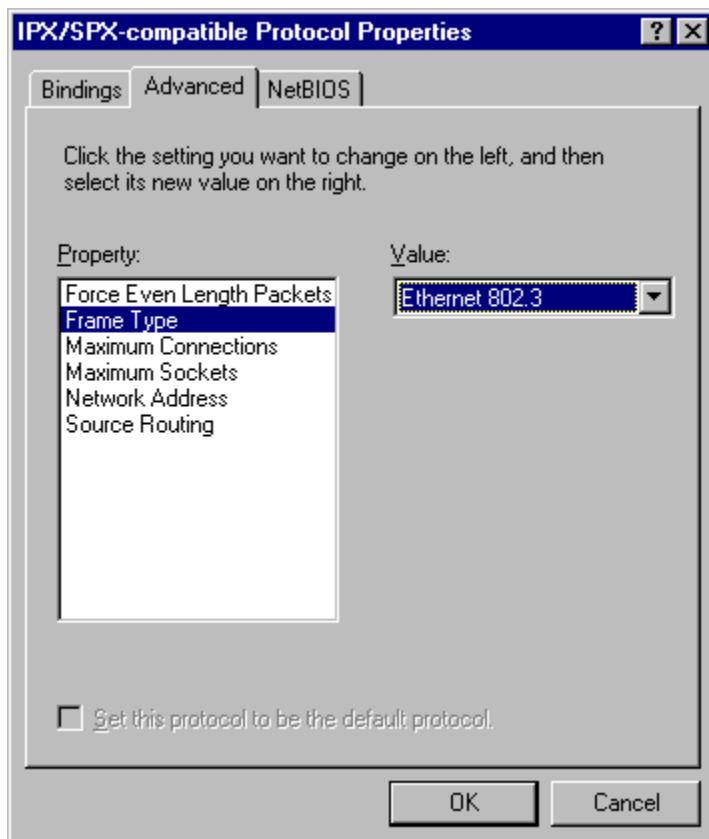 IPX/SPX-compatible Protocol Properties
Bindings Advanced NetBIOS
Click the setting you want to change on the left, and then
select its new value on the right.
Property: Value:
Force Even Length Packets Ethernet 802.3
Frame Type
Maximum Connections
Maximum Sockets
Network Address
Source Routing
Set this protocol to be the default protocol.
OK Cancel